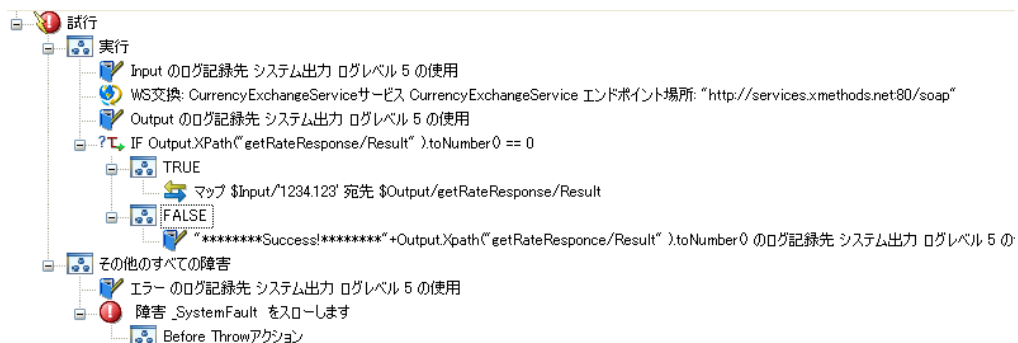 試行
実行
Input のログ記録先 システム出力 ログレベル 5 の使用
WS交換: CurrencyExchangeServiceサービス CurrencyExchangeService エンドポイント場所: "http://services.xmethods.net:80/soap"
Output のログ記録先 システム出力 ログレベル 5 の使用
IF Output.XPath("getRateResponse/Result" ).toNumber() == 0
TRUE
マップ $Input/'1234.123' 宛先 $Output/getRateResponse/Result
FALSE
"********Success!********"+Output.Xpath("getRateResponce/Result" ).toNumber() のログ記録先 システム出力 ログレベル 5 の
その他のすべての障害
エラー のログ記録先 システム出力 ログレベル 5 の使用
障害 _SystemFault をスローします
Before Throwアクション